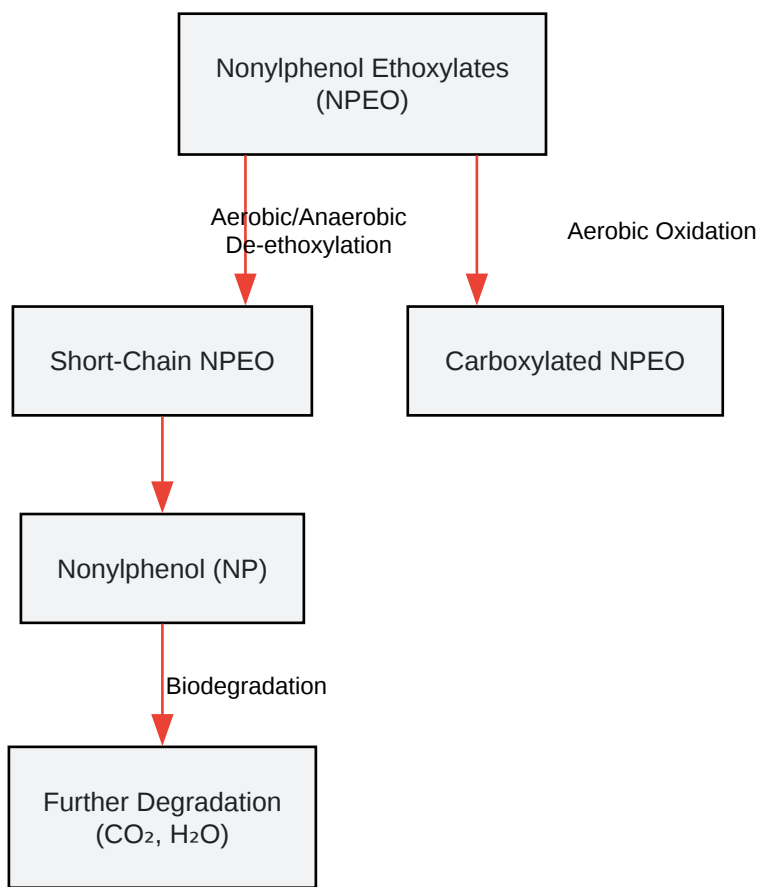 Nonylphenol Ethoxylates
(NPEO)
Aerobic/Anaerobic
De-ethoxylation
Aerobic Oxidation
Short-Chain NPEO
Carboxylated NPEO
Nonylphenol (NP)
Biodegradation
Further Degradation
(CO₂, H₂O)